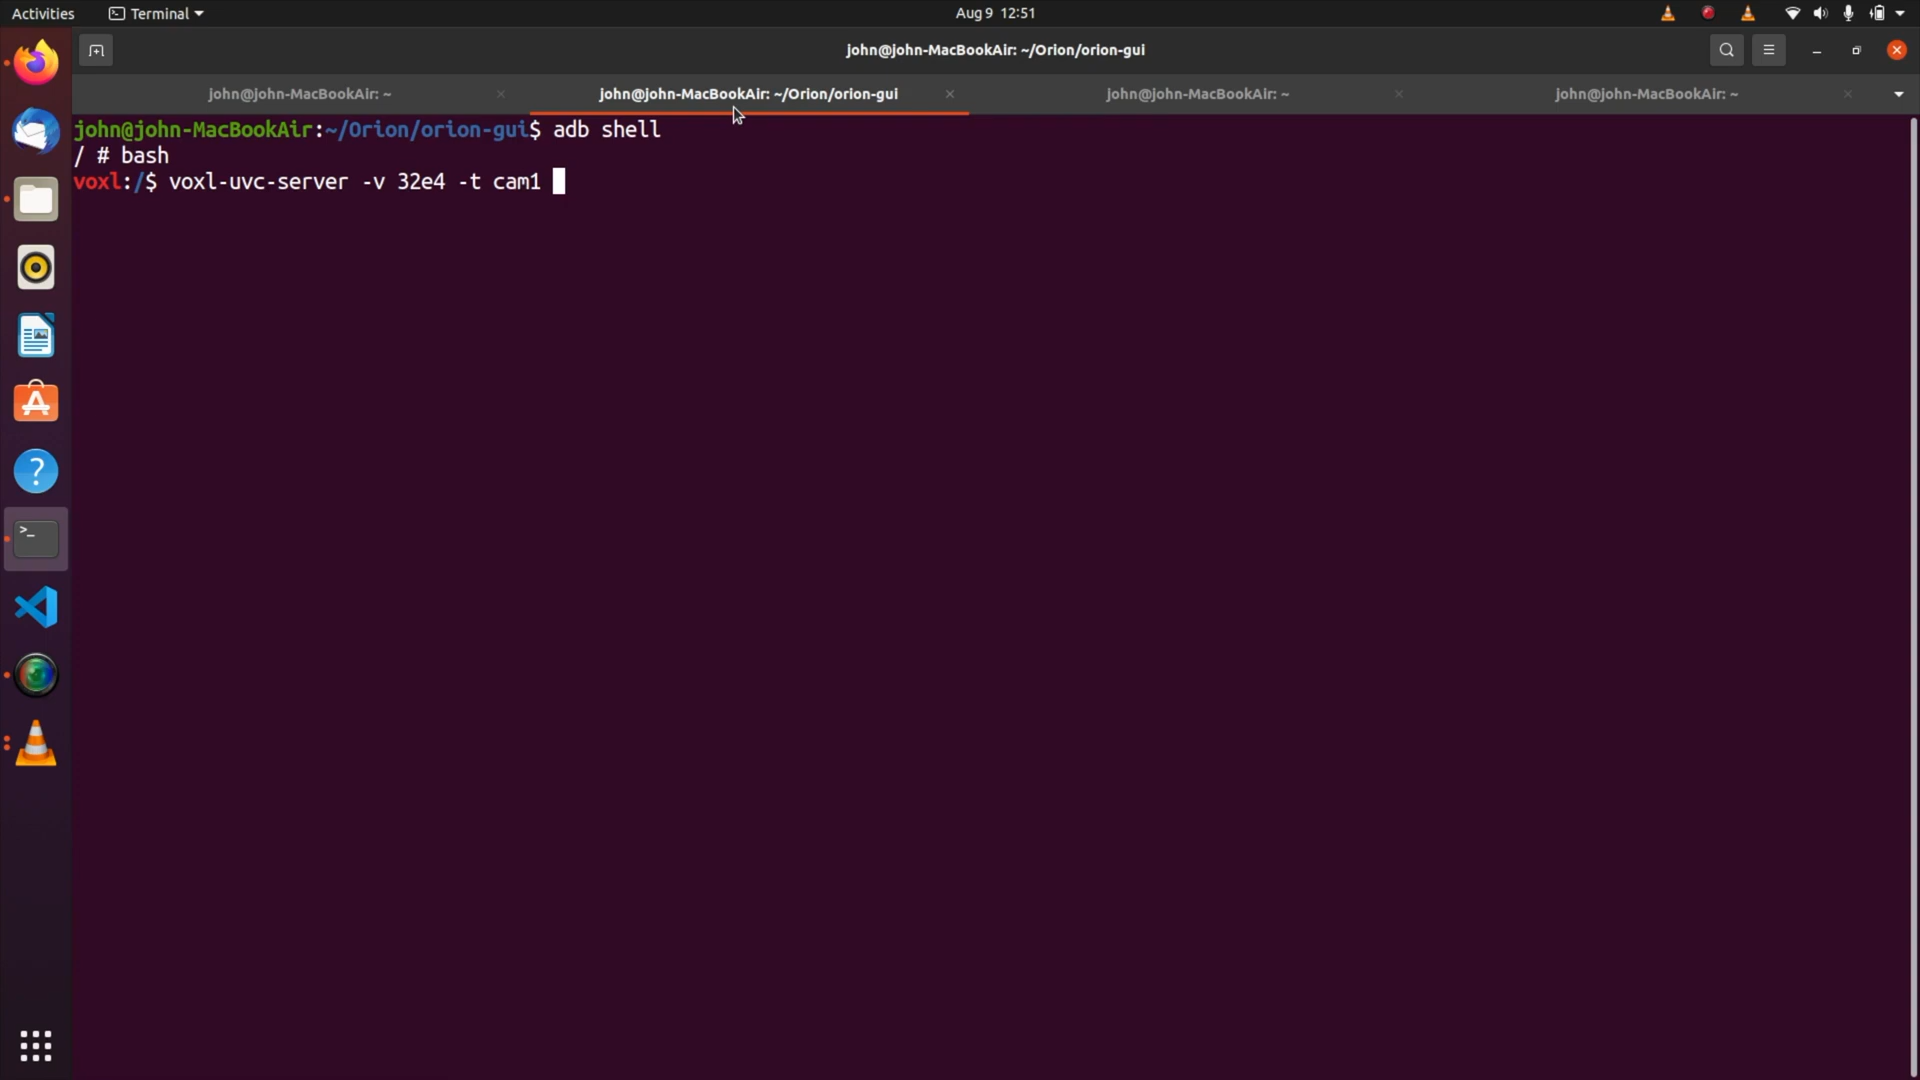 Activities Terminal Aug 9 12:51
john@john-MacBookAir: ~/Orion/orion-gui
john@john-MacBookAir: ~ john@john-MacBookAir: ~/Orion/orion-gui john@john-MacBookAir: ~ john@john-MacBookAir: ~
john@john-MacBookAir:~/Orion/orion-gui$ adb shell
/ # bash
voxl:/$ voxl-uvc-server -v 32e4 -t cam1